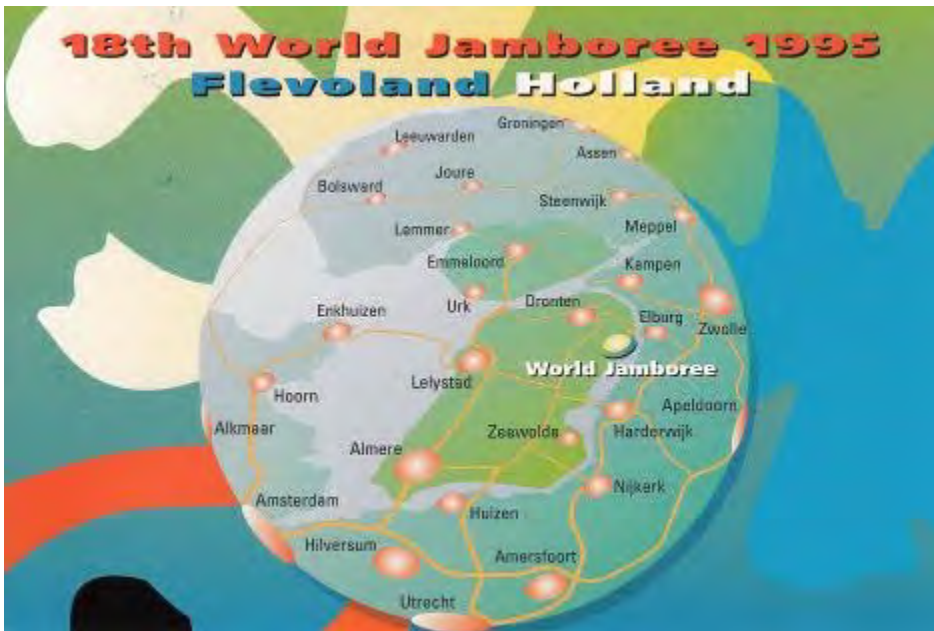 18th World Jamboree 1995
Flevoland Holland
Groningen
Leeuwarden
Assen
Joure
Bolsward
Steenwijk
Lemmer
Meppel
Emmeloord
Kampen
Urk
Dronten
Enkhuizen
Elburg
Zwolle
World Jamboree
Lelystad
Hoorn
Apeldoorn
Alkmaar
Zeewolde
Harderwijk
Almere
Nijkerk
Amsterdam
Huizen
Hilversum
Amersfoort
Utrecht